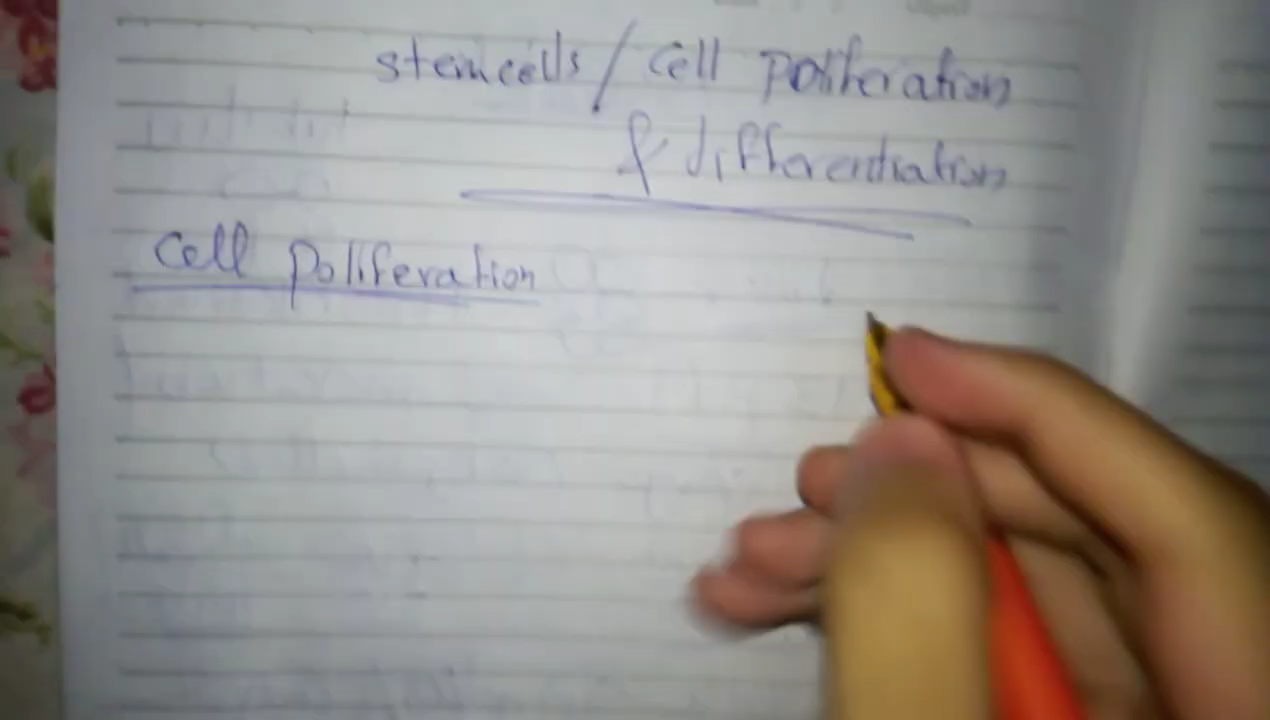 stemcells / cell poliferation
& differentiation
cell poliferation